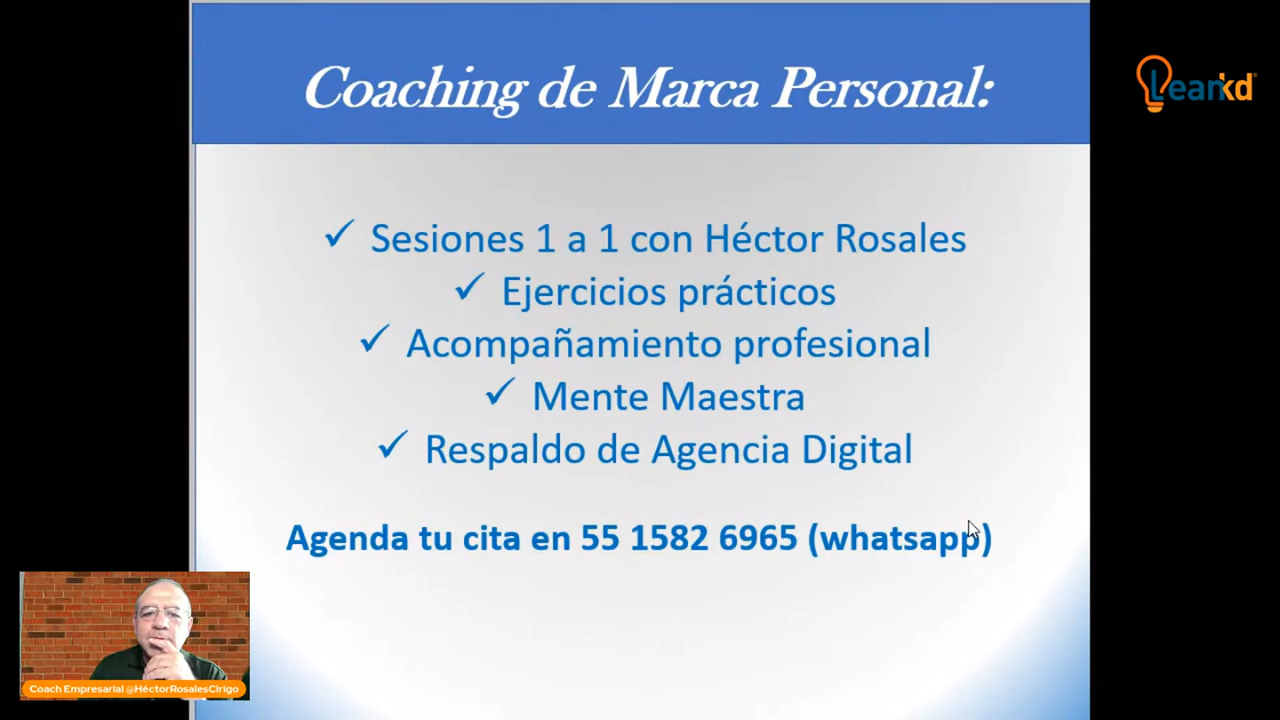 Coaching de Marca Personal:
Leankd
✓ Sesiones 1 a 1 con Héctor Rosales
✓ Ejercicios prácticos
✓ Acompañamiento profesional
✓ Mente Maestra
✓ Respaldo de Agencia Digital
Agenda tu cita en 55 1582 6965 (whatsapp)
Coach Empresarial @HéctorRosalesCirigo